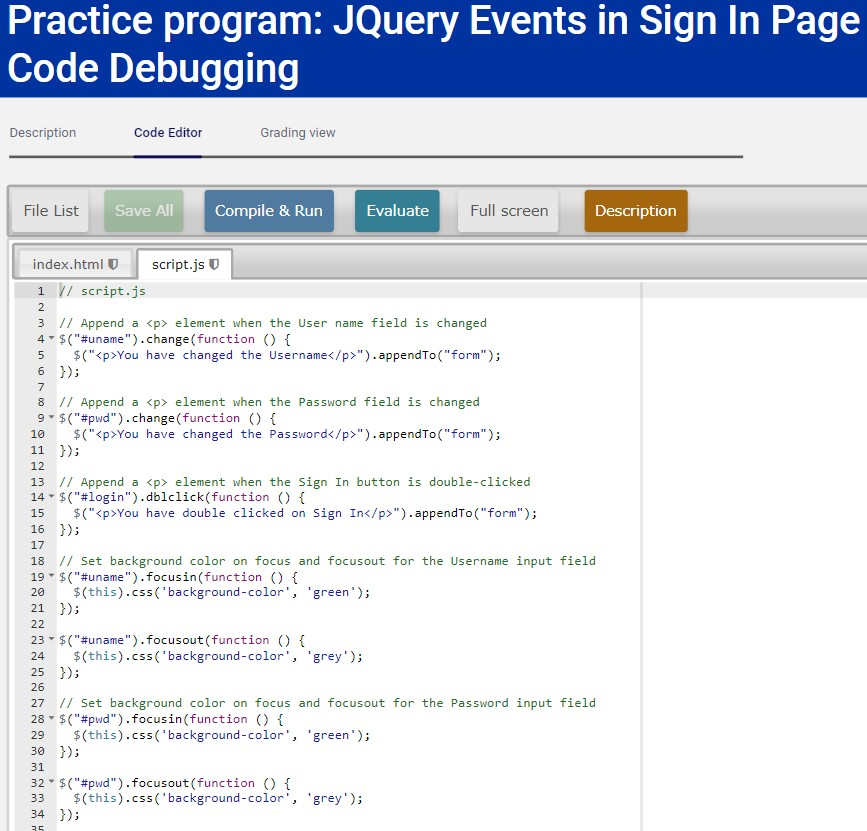 Practice program: JQuery Events in Sign In Page
Code Debugging
Description Code Editor Grading view
File List Save All Compile & Run Evaluate Full screen Description
index.html script.js
1 // script.js
2
3 // Append a <p> element when the User name field is changed
4 $("#uname").change(function () {
5 $("<p>You have changed the Username</p>").appendTo("form");
6 });
7
8 // Append a <p> element when the Password field is changed
9 $("#pwd").change(function () {
10 $("<p>You have changed the Password</p>").appendTo("form");
11 });
12
13 // Append a <p> element when the Sign In button is double-clicked
14 $("#login").dblclick(function () {
15 $("<p>You have double clicked on Sign In</p>").appendTo("form");
16 });
17
18 // Set background color on focus and focusout for the Username input field
19 $("#uname").focusin(function () {
20 $(this).css('background-color', 'green');
21 });
22
23 $("#uname").focusout(function () {
24 $(this).css('background-color', 'grey');
25 });
26
27 // Set background color on focus and focusout for the Password input field
28 $("#pwd").focusin(function () {
29 $(this).css('background-color', 'green');
30 });
31
32 $("#pwd").focusout(function () {
33 $(this).css('background-color', 'grey');
34 });
35